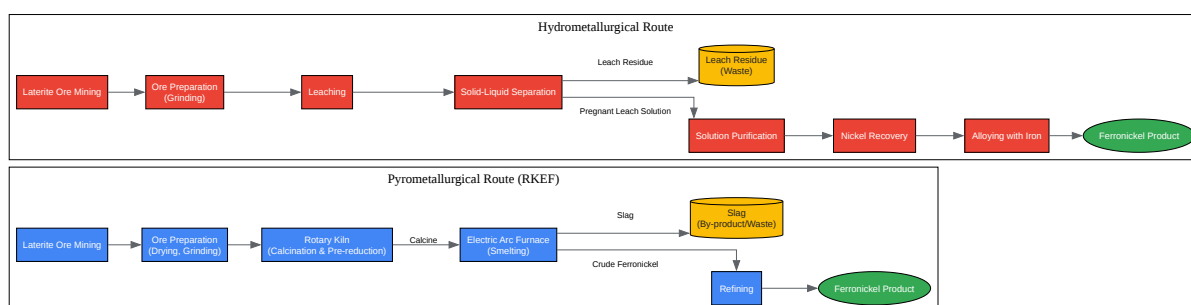 Hydrometallurgical Route
Laterite Ore Mining
Ore Preparation
(Grinding)
Leaching
Solid-Liquid Separation
Leach Residue
Leach Residue
(Waste)
Pregnant Leach Solution
Solution Purification
Nickel Recovery
Alloying with Iron
Ferronickel Product
Pyrometallurgical Route (RKEF)
Laterite Ore Mining
Ore Preparation
(Drying, Grinding)
Rotary Kiln
(Calcination & Pre-reduction)
Calcine
Electric Arc Furnace
(Smelting)
Slag
Slag
(By-product/Waste)
Crude Ferronickel
Refining
Ferronickel Product